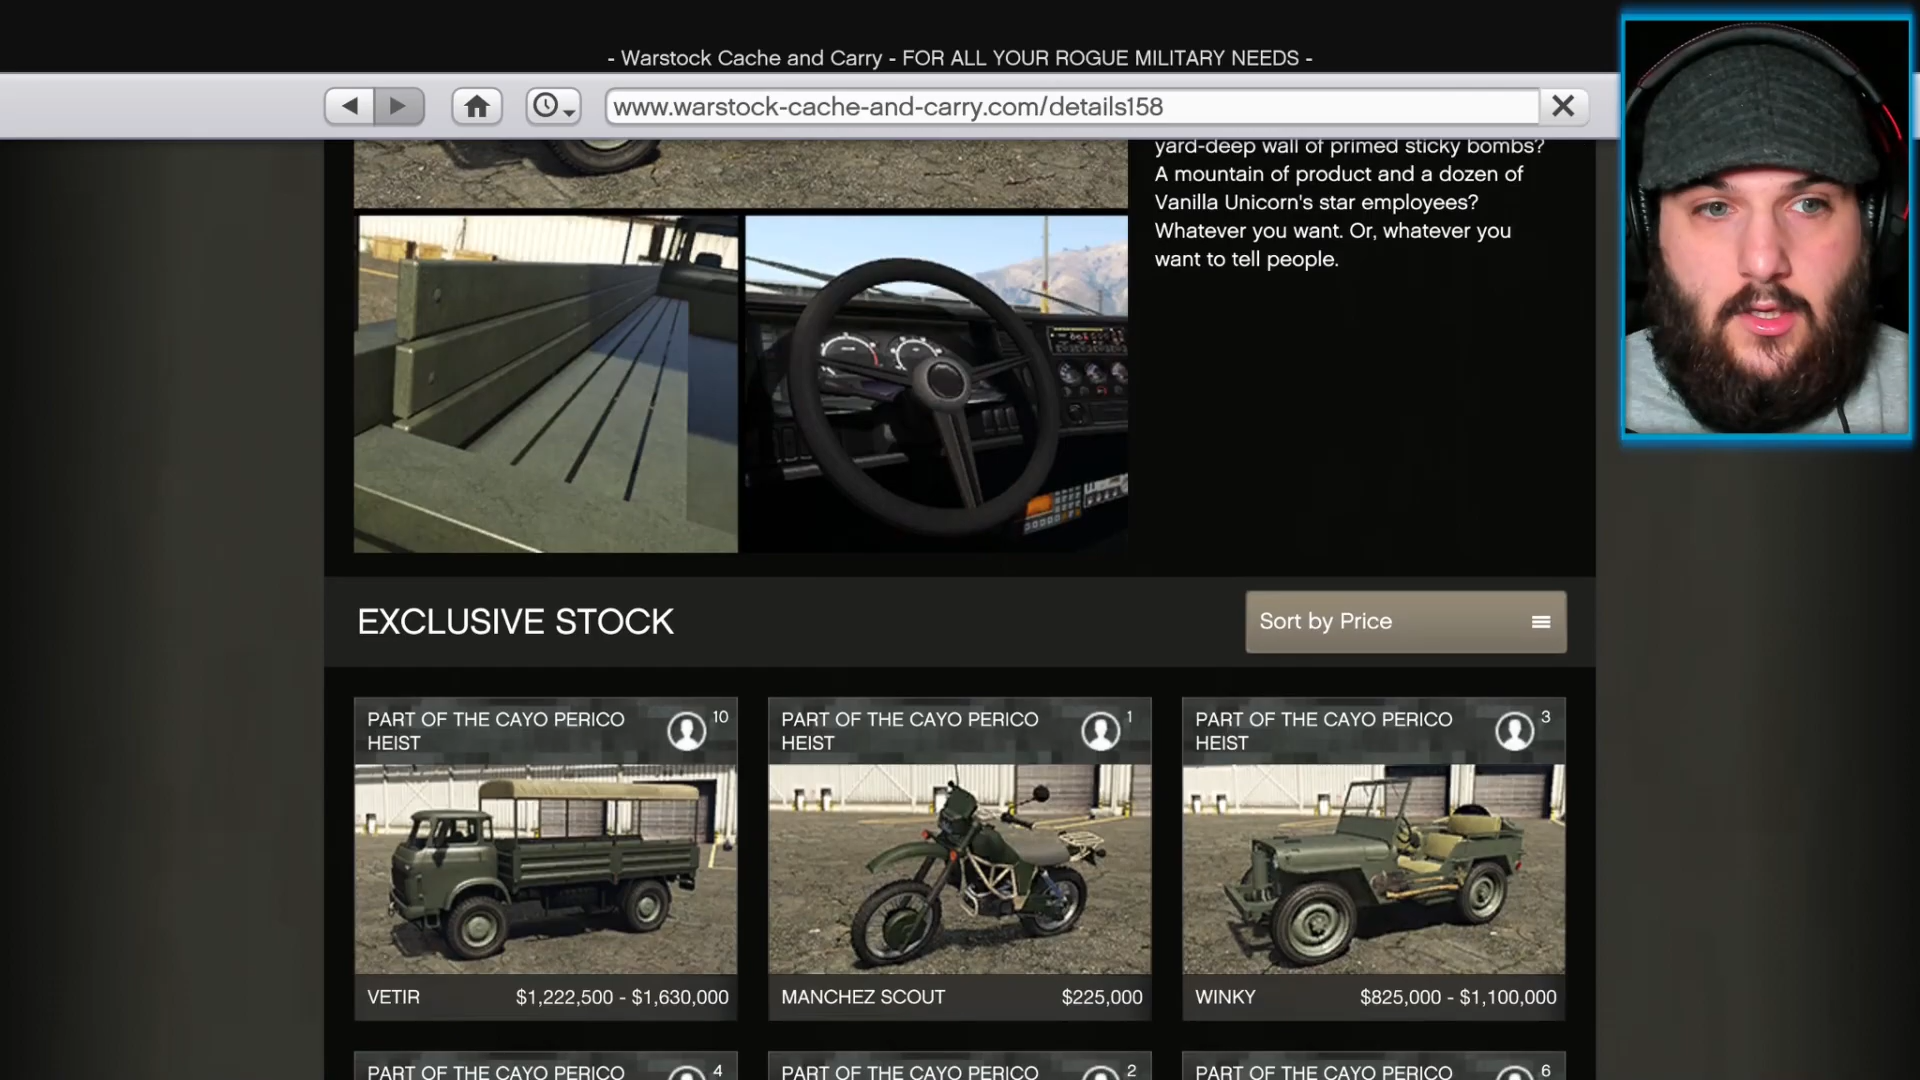 - Warstock Cache and Carry - FOR ALL YOUR ROGUE MILITARY NEEDS -
www.warstock-cache-and-carry.com/details158
yard-deep wall of primed sticky bombs?
A mountain of product and a dozen of
Vanilla Unicorn's star employees?
Whatever you want. Or, whatever you
want to tell people.
EXCLUSIVE STOCK
Sort by Price
PART OF THE CAYO PERICO
HEIST
10
PART OF THE CAYO PERICO
HEIST
1
PART OF THE CAYO PERICO
HEIST
3
VETIR
$1,222,500 - $1,630,000
MANCHEZ SCOUT
$225,000
WINKY
$825,000 - $1,100,000
PART OF THE CAYO PERICO
4
PART OF THE CAYO PERICO
2
PART OF THE CAYO PERICO
6